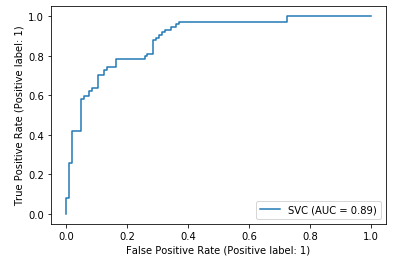 1.0
0.8
0.6
0.4
0.2
0.0
True Positive Rate (Positive label: 1)
SVC (AUC = 0.89)
0.0 0.2 0.4 0.6 0.8 1.0
False Positive Rate (Positive label: 1)